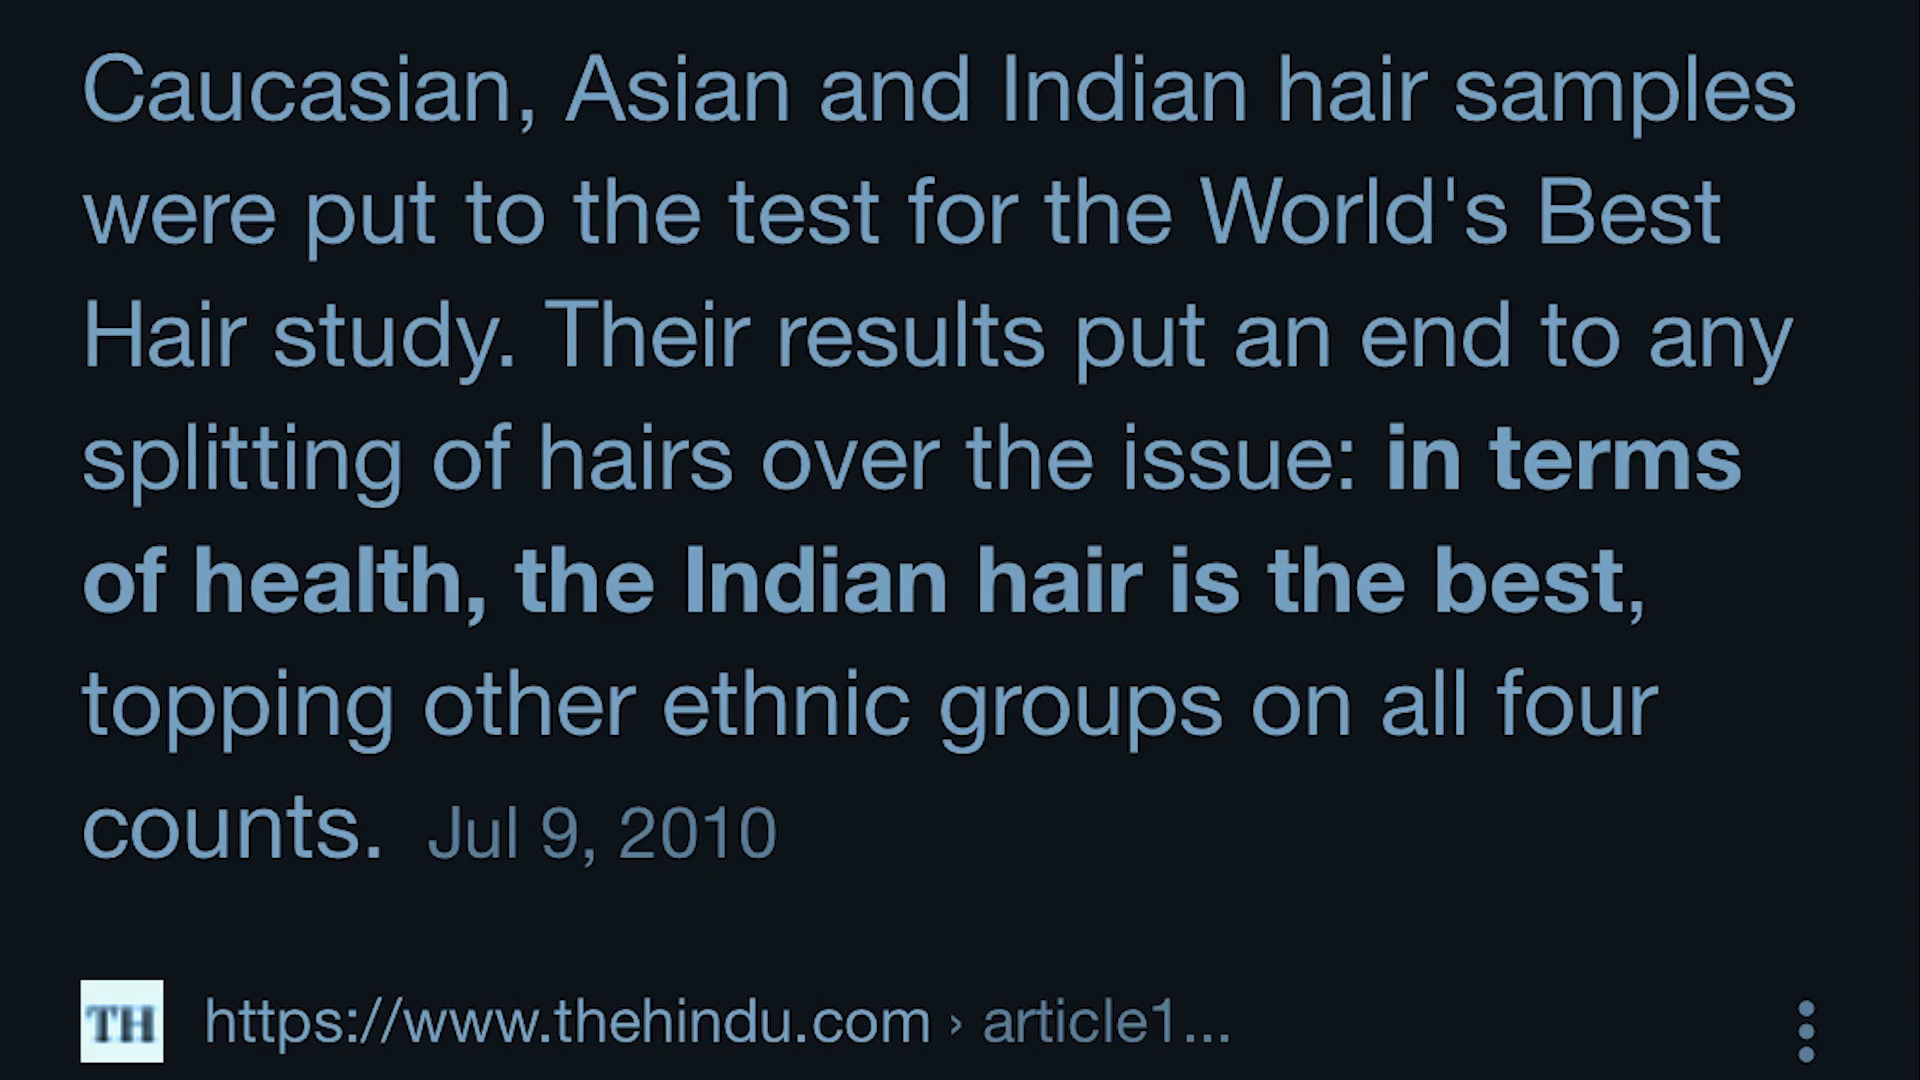 Caucasian, Asian and Indian hair samples
were put to the test for the World's Best
Hair study. Their results put an end to any
splitting of hairs over the issue: in terms
of health, the Indian hair is the best,
topping other ethnic groups on all four
counts. Jul 9, 2010
TH https://www.thehindu.com › article1...